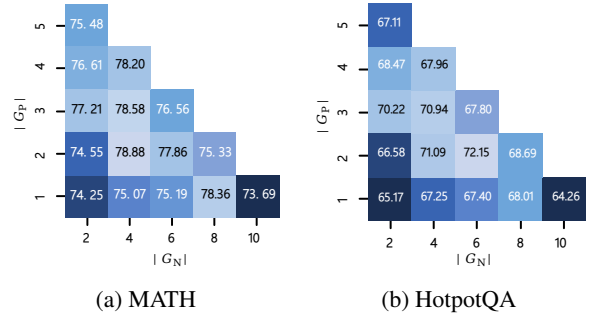 5 75.48
4 76.61 78.20
3 77.21 78.58 76.56
2 74.55 78.88 77.86 75.33
1 74.25 75.07 75.19 78.36 73.69
2 4 6 8 10
| G_P |
| G_N |
(a) MATH
5 67.11
4 68.47 67.96
3 70.22 70.94 67.80
2 66.58 71.09 72.15 68.69
1 65.17 67.25 67.40 68.01 64.26
2 4 6 8 10
| G_P |
| G_N |
(b) HotpotQA